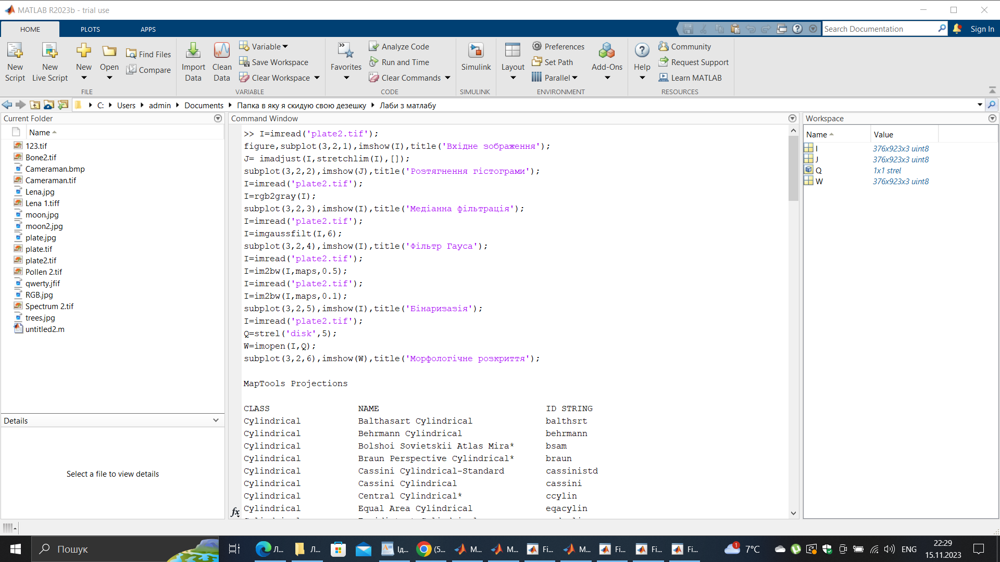 MATLAB R2023b - trial use
HOME
PLOTS
APPS
Search Documentation
Sign In
New Script
New Live Script
New
Open
Find Files
Compare
FILE
Import Data
Clean Data
Variable
Save Workspace
Clear Workspace
VARIABLE
Favorites
Analyze Code
Run and Time
Clear Commands
CODE
Simulink
SIMULINK
Layout
Preferences
Set Path
Parallel
Add-Ons
ENVIRONMENT
Help
Community
Request Support
Learn MATLAB
RESOURCES
C: Users admin Documents Папка в яку я скидую свою дезешку Лаби з матлабу
Current Folder
Name
123.tif
Bone2.tif
Cameraman.bmp
Cameraman.tif
Lena.jpg
Lena 1.tiff
moon.jpg
moon2.jpg
plate.jpg
plate.tif
plate2.tif
Pollen 2.tif
qwerty.jfif
RGB.jpg
Spectrum 2.tif
trees.jpg
untitled2.m
Details
Select a file to view details
Command Window
>> I=imread('plate2.tif');
figure,subplot(3,2,1),imshow(I),title('Вхідне зображення');
J= imadjust(I,stretchlim(I),[]);
subplot(3,2,2),imshow(J),title('Розтягнення гістограми');
I=imread('plate2.tif');
I=rgb2gray(I);
subplot(3,2,3),imshow(I),title('Медіанна фільтрація');
I=imread('plate2.tif');
I=imgaussfilt(I,6);
subplot(3,2,4),imshow(I),title('Фільтр Гауса');
I=imread('plate2.tif');
I=im2bw(I,maps,0.5);
I=imread('plate2.tif');
I=im2bw(I,maps,0.1);
subplot(3,2,5),imshow(I),title('Бінаризазія');
I=imread('plate2.tif');
Q=strel('disk',5);
W=imopen(I,Q);
subplot(3,2,6),imshow(W),title('Морфологічне розкриття');
MapTools Projections
CLASS NAME ID STRING
Cylindrical Balthasart Cylindrical balthsrt
Cylindrical Behrmann Cylindrical behrmann
Cylindrical Bolshoi Sovietskii Atlas Mira* bsam
Cylindrical Braun Perspective Cylindrical* braun
Cylindrical Cassini Cylindrical-Standard cassinistd
Cylindrical Cassini Cylindrical cassini
Cylindrical Central Cylindrical* ccylin
Cylindrical Equal Area Cylindrical eqacylin
fx
Workspace
Name Value
I 376x923x3 uint8
J 376x923x3 uint8
Q 1x1 strel
W 376x923x3 uint8
Пошук
Л...
Л...
Ід...
(5...
M...
M...
Fi...
M...
Fi...
Fi...
Fi...
1
7°C
ENG
22:29
15.11.2023